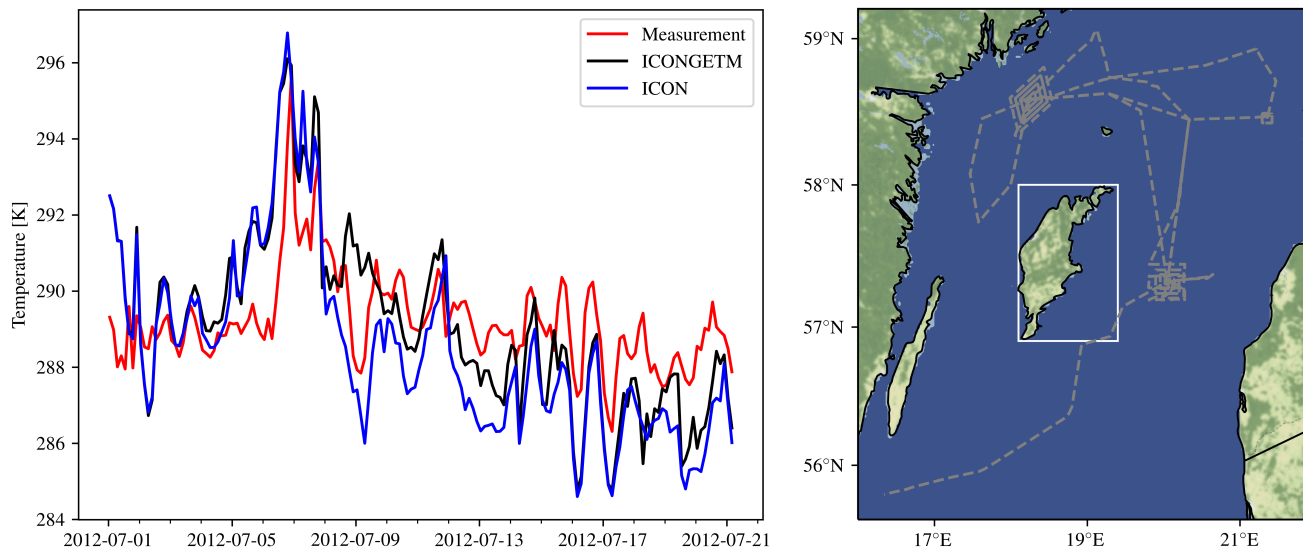 Temperature [K]
296
294
292
290
288
286
284
Measurement
ICONGETM
ICON
2012-07-01
2012-07-05
2012-07-09
2012-07-13
2012-07-17
2012-07-21
59°N
58°N
57°N
56°N
17°E
19°E
21°E